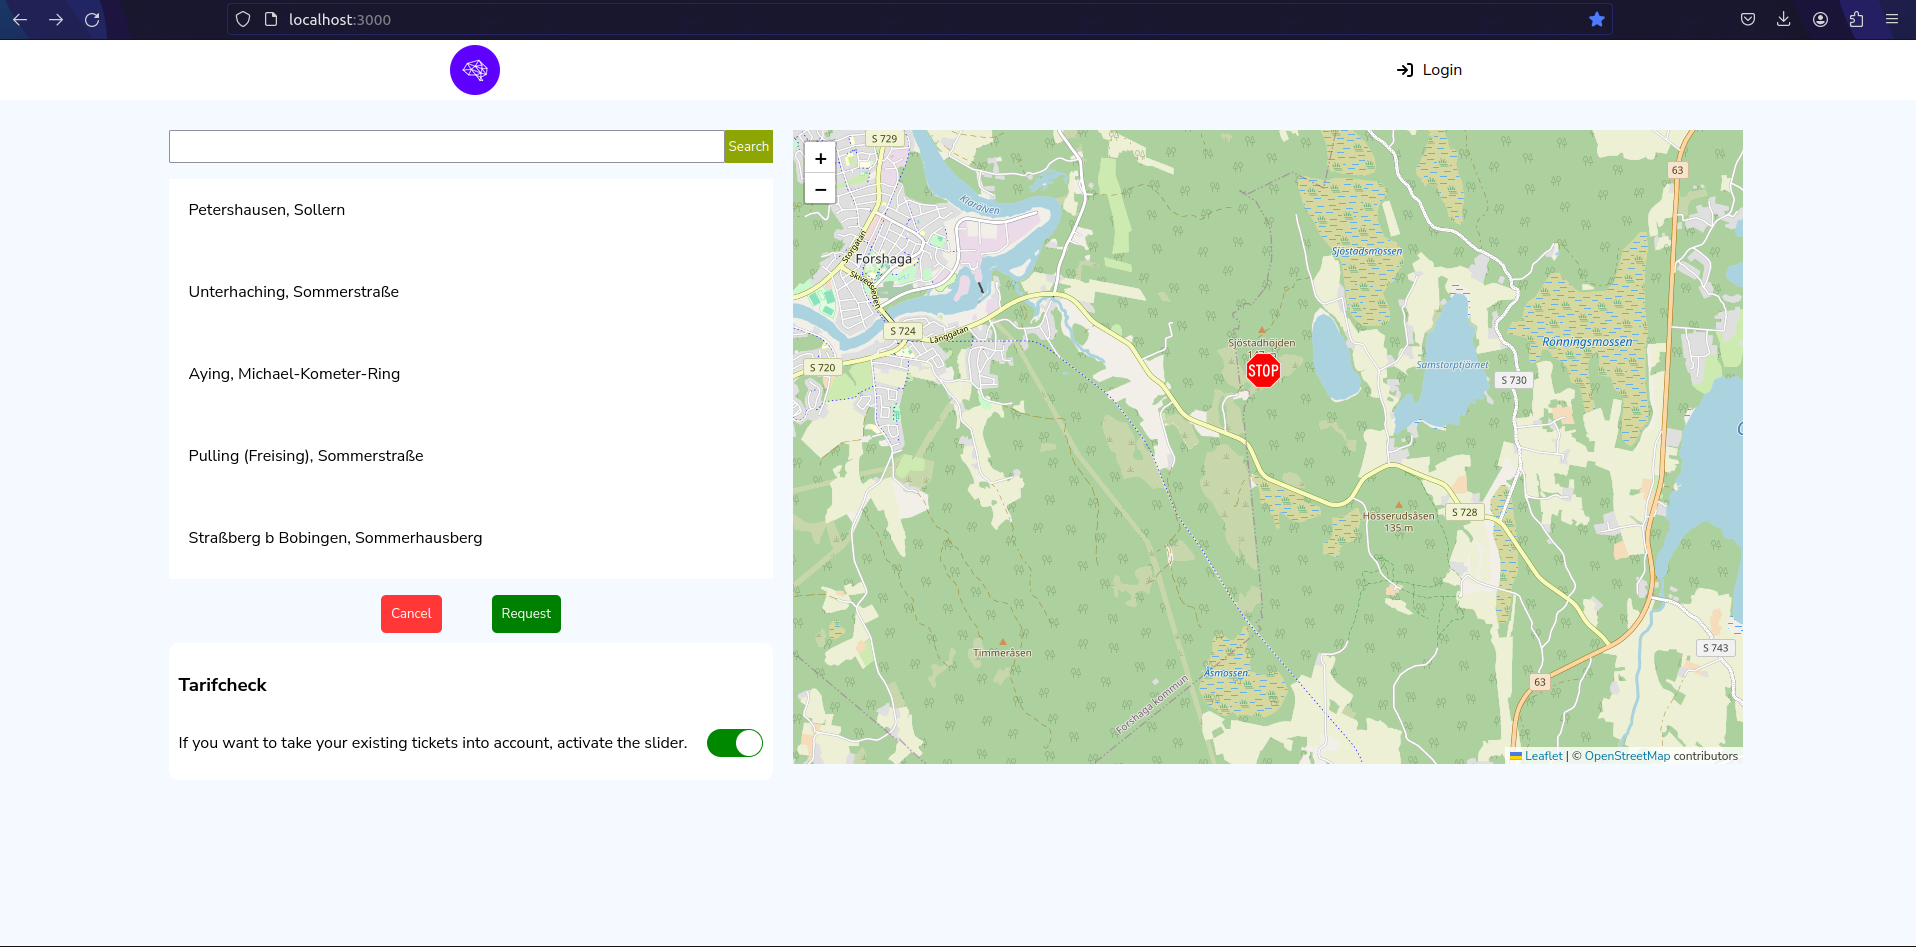 localhost:3000
Login
Search
Petershausen, Sollern
Unterhaching, Sommerstraße
Aying, Michael-Kometer-Ring
Pulling (Freising), Sommerstraße
Straßberg b Bobingen, Sommerhausberg
Cancel
Request
Tarifcheck
If you want to take your existing tickets into account, activate the slider.
+
−
S 729
63
Klarälven
Storgatan
Forshaga
Skivedsleden
Sjöstadsmossen
S 724
Långgatan
Sjöstadhöjden
Rönningsmossen
S 720
STOP
Samstorptjärnet
S 730
Hösserudsåsen
135 m
S 728
Timmeråsen
Åsmossen
Forshaga kommun
63
S 743
Leaflet | © OpenStreetMap contributors